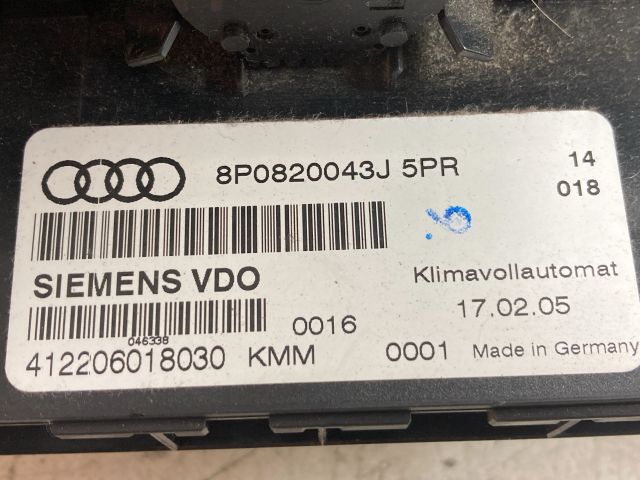 8P0820043J 5PR
14
018
SIEMENS VDO
Klimavollautomat
17.02.05
046338
0016
412206018030 KMM
0001 Made in Germany